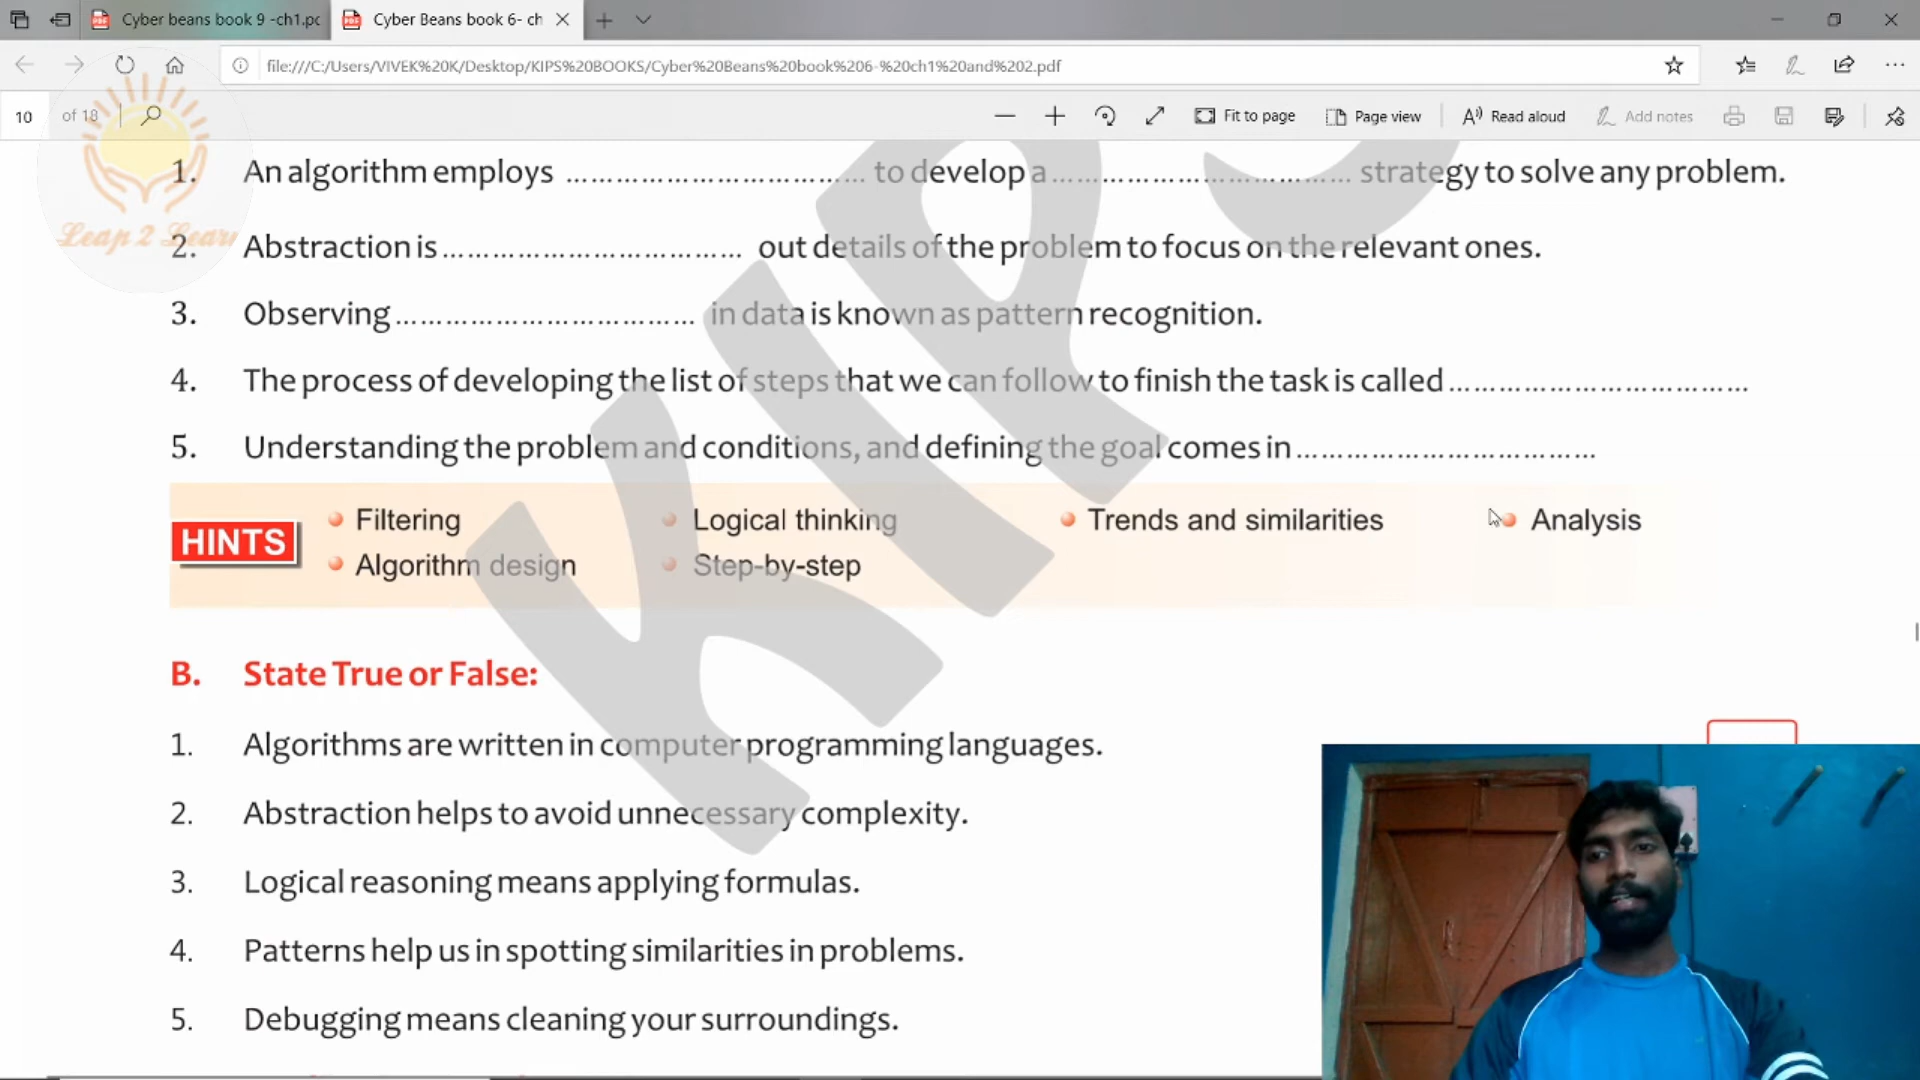 Cyber beans book 9 -ch1.pc
Cyber Beans book 6- ch
file:///C:/Users/VIVEK%20K/Desktop/KIPS%20BOOKS/Cyber%20Beans%20book%206-%20ch1%20and%202.pdf
10 of 18 Fit to page Page view Read aloud Add notes
1. An algorithm employs .................................... to develop a .................................... strategy to solve any problem.
Leap 2 Learn
2. Abstraction is .................................... out details of the problem to focus on the relevant ones.
3. Observing .................................... in data is known as pattern recognition.
4. The process of developing the list of steps that we can follow to finish the task is called ....................................
5. Understanding the problem and conditions, and defining the goal comes in ....................................
HINTS
Filtering Logical thinking Trends and similarities Analysis
Algorithm design Step-by-step
KIPS
B. State True or False:
1. Algorithms are written in computer programming languages.
2. Abstraction helps to avoid unnecessary complexity.
3. Logical reasoning means applying formulas.
4. Patterns help us in spotting similarities in problems.
5. Debugging means cleaning your surroundings.